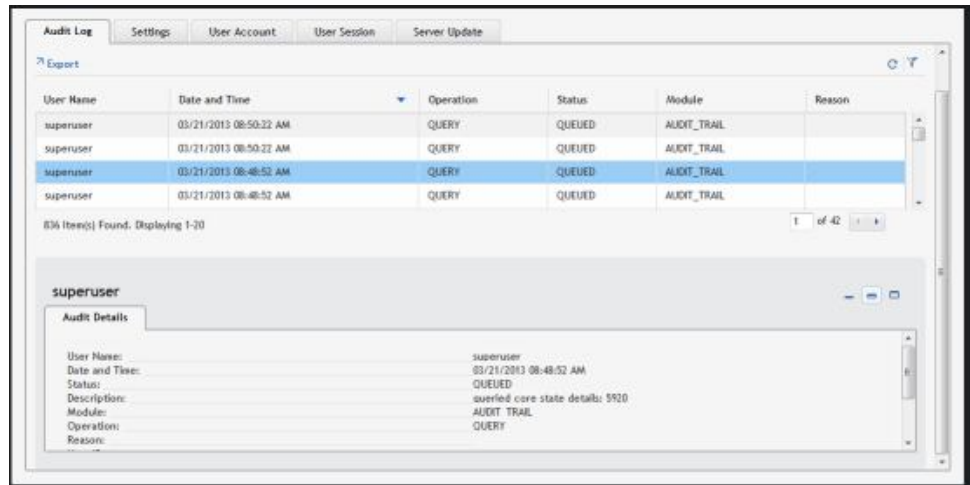 Audit Log Settings User Account User Session Server Update
Export
User Name Date and Time Operation Status Module Reason
superuser 03/21/2013 08:50:22 AM QUERY QUEUED AUDIT_TRAIL
superuser 03/21/2013 08:50:22 AM QUERY QUEUED AUDIT_TRAIL
superuser 03/21/2013 08:48:52 AM QUERY QUEUED AUDIT_TRAIL
superuser 03/21/2013 08:48:52 AM QUERY QUEUED AUDIT_TRAIL
836 Item(s) Found. Displaying 1-20 1 of 42
superuser
Audit Details
User Name: superuser
Date and Time: 03/21/2013 08:48:52 AM
Status: QUEUED
Description: queried core state details: 5920
Module: AUDIT_TRAIL
Operation: QUERY
Reason: